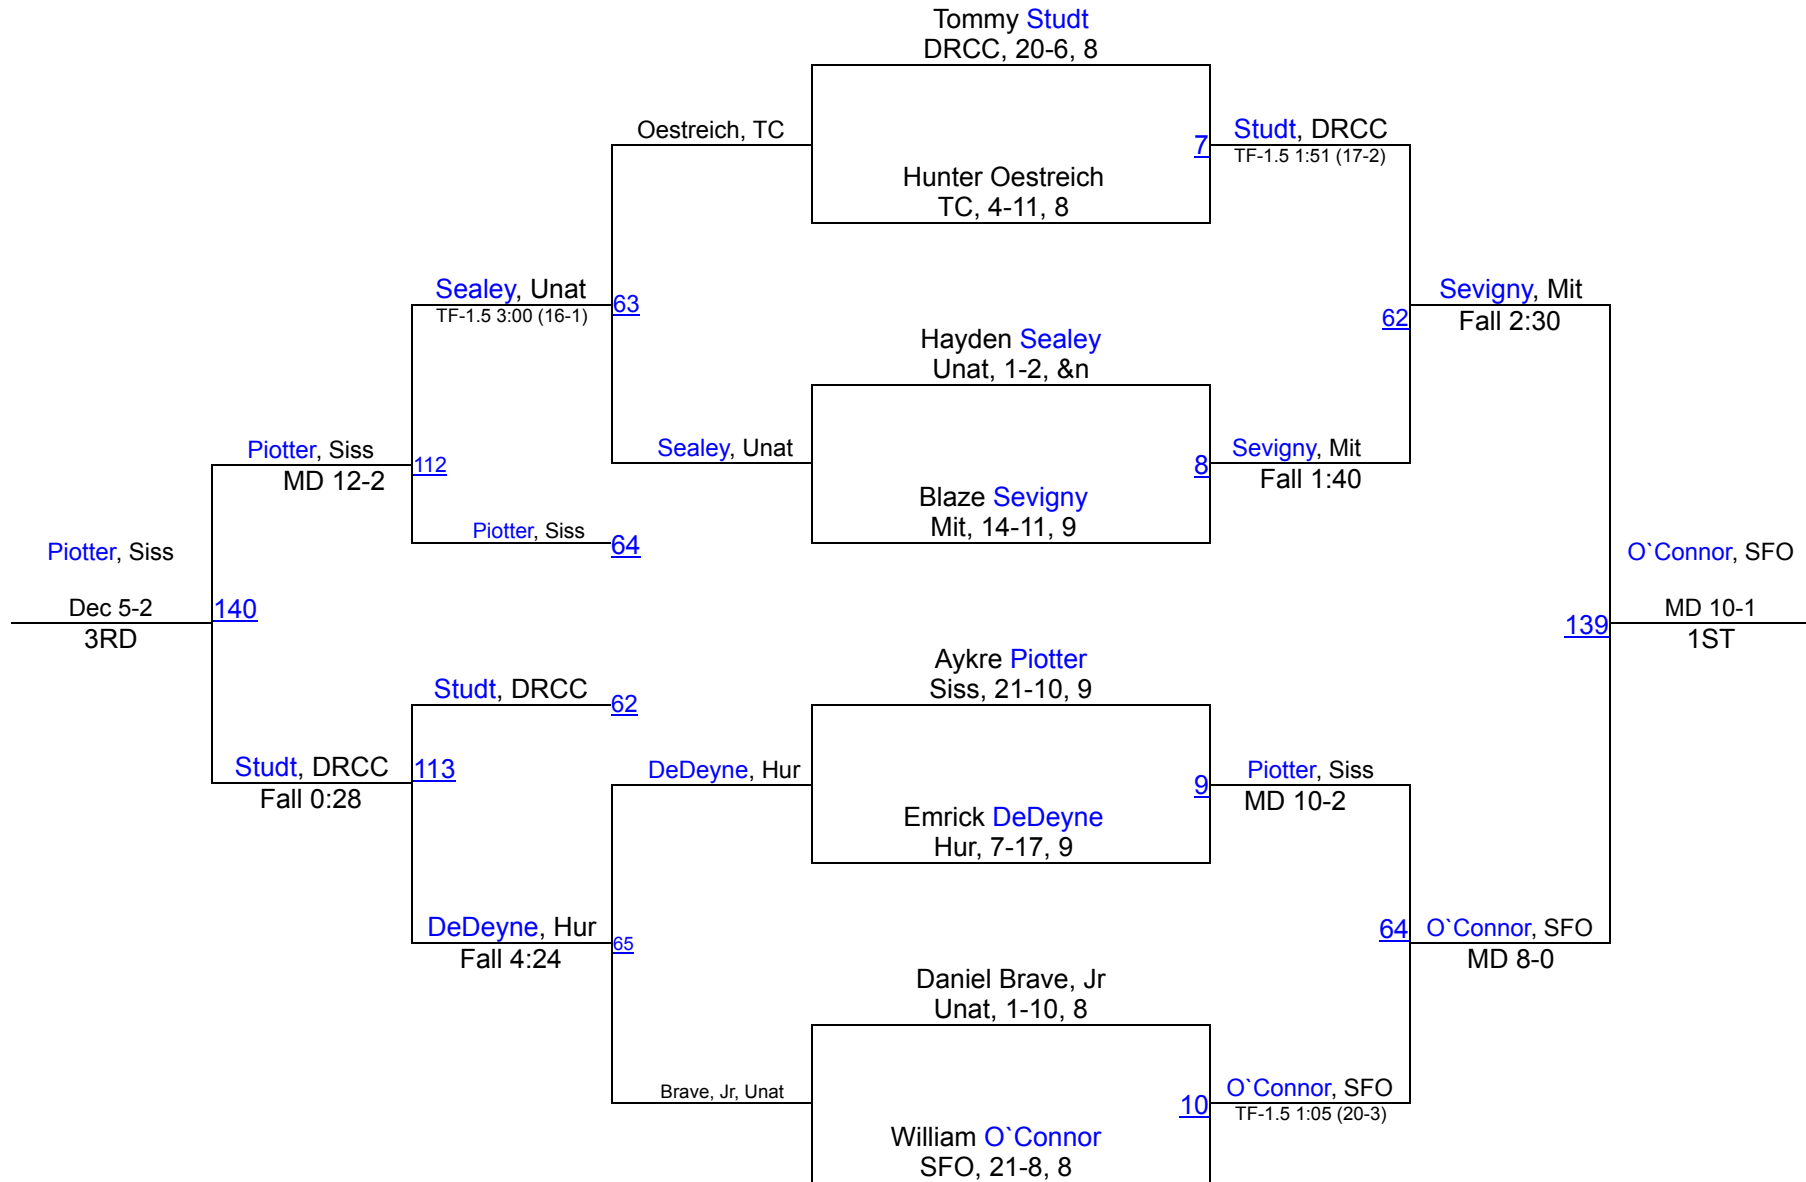 Tommy Studt
DRCC, 20-6, 8
Oestreich, TC
7
Studt, DRCC
TF-1.5 1:51 (17-2)
Hunter Oestreich
TC, 4-11, 8
Sealey, Unat
TF-1.5 3:00 (16-1)
63
62
Sevigny, Mit
Fall 2:30
Hayden Sealey
Unat, 1-2, &n
Piotter, Siss
MD 12-2
112
Sealey, Unat
8
Sevigny, Mit
Fall 1:40
Blaze Sevigny
Mit, 14-11, 9
Piotter, Siss
64
Piotter, Siss
Dec 5-2
3RD
140
O`Connor, SFO
MD 10-1
1ST
139
Aykre Piotter
Siss, 21-10, 9
Studt, DRCC
62
Studt, DRCC
Fall 0:28
113
DeDeyne, Hur
9
Piotter, Siss
MD 10-2
Emrick DeDeyne
Hur, 7-17, 9
DeDeyne, Hur
Fall 4:24
65
64
O`Connor, SFO
MD 8-0
Daniel Brave, Jr
Unat, 1-10, 8
Brave, Jr, Unat
10
O`Connor, SFO
TF-1.5 1:05 (20-3)
William O`Connor
SFO, 21-8, 8